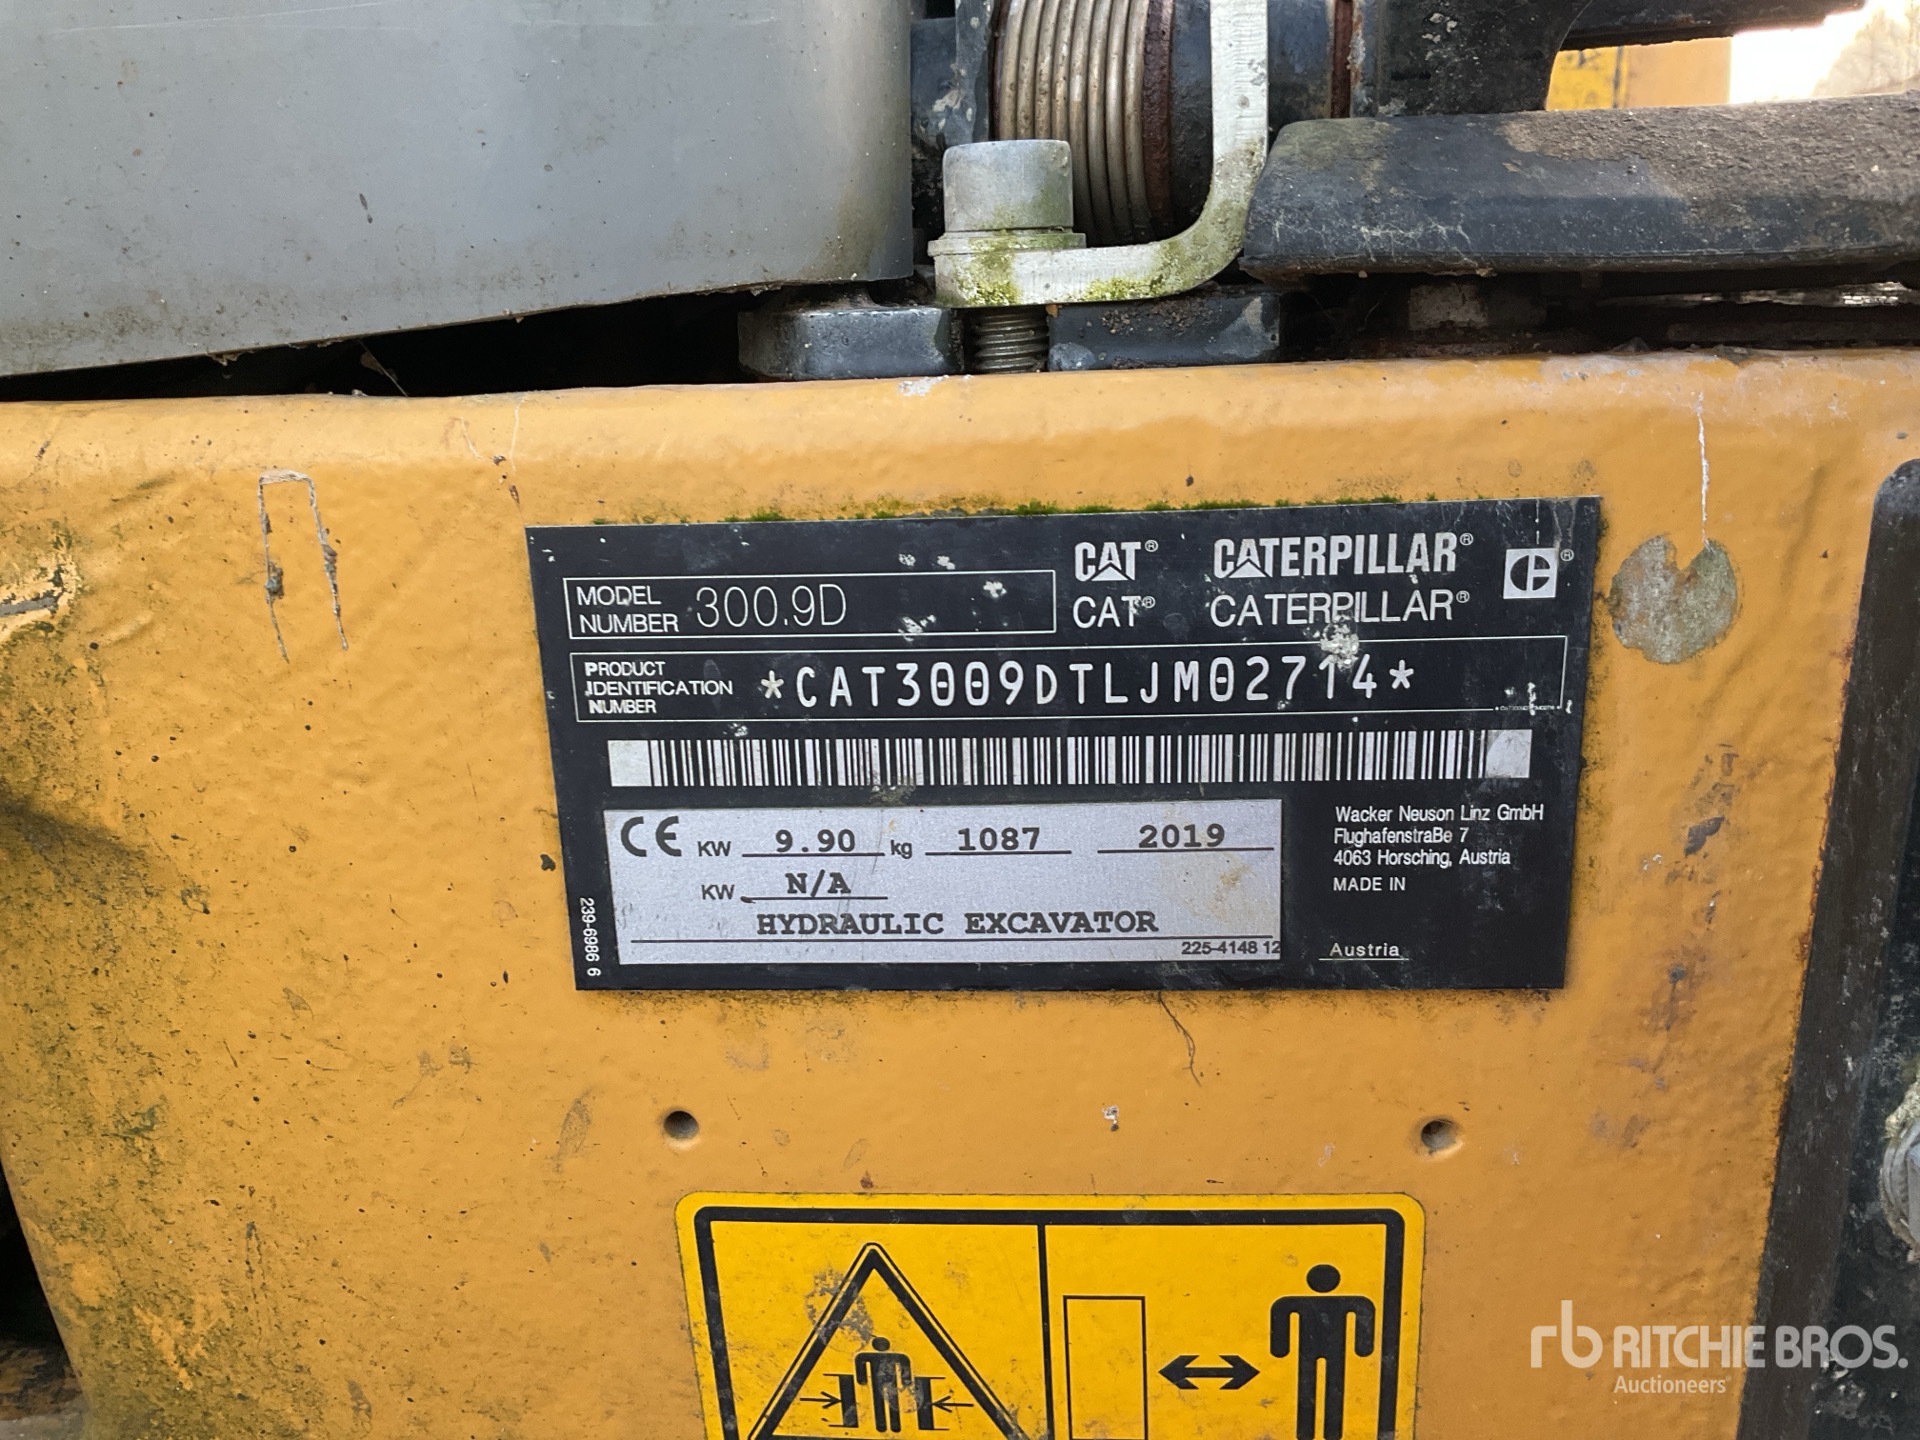 CAT® CATERPILLAR®
MODEL NUMBER 300.9D
CAT® CATERPILLAR®
PRODUCT IDENTIFICATION NUMBER *CAT3009DTLJM02714*
CE KW 9.90 kg 1087 2019
KW N/A
HYDRAULIC EXCAVATOR
225-4148 12
239-6986 6
Wacker Neuson Linz GmbH
FlughafenstraBe 7
4063 Horsching, Austria
MADE IN
Austria
rb RITCHIE BROS.
Auctioneers